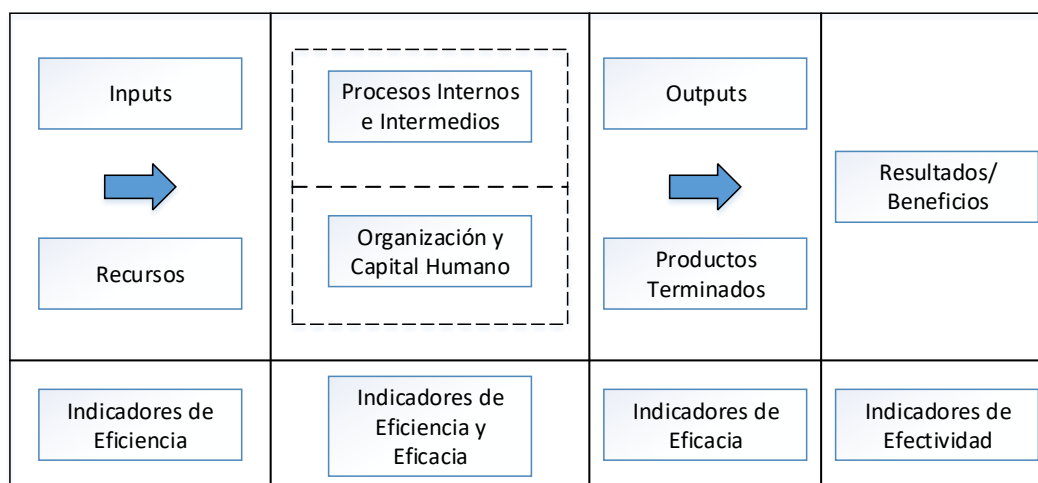 Inputs
Recursos
Procesos Internos
e Intermedios
Organización y
Capital Humano
Outputs
Productos
Terminados
Resultados/
Beneficios
Indicadores de
Eficiencia
Indicadores de
Eficiencia y
Eficacia
Indicadores de
Eficacia
Indicadores de
Efectividad